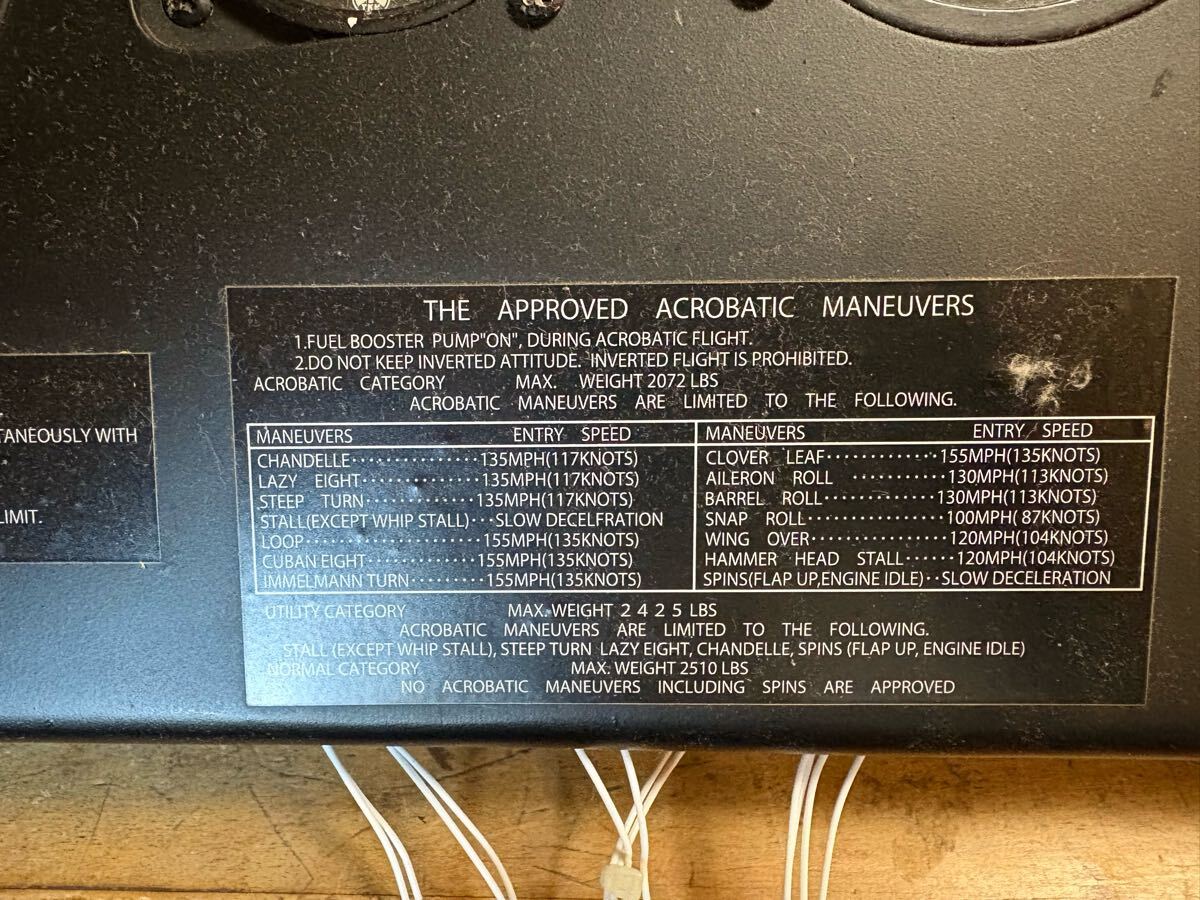 THE APPROVED ACROBATIC MANEUVERS
1.FUEL BOOSTER PUMP"ON", DURING ACROBATIC FLIGHT.
2.DO NOT KEEP INVERTED ATTITUDE. INVERTED FLIGHT IS PROHIBITED.
ACROBATIC CATEGORY MAX. WEIGHT 2072 LBS
ACROBATIC MANEUVERS ARE LIMITED TO THE FOLLOWING.
MANEUVERS ENTRY SPEED
CHANDELLE···············135MPH(117KNOTS)
LAZY EIGHT··············135MPH(117KNOTS)
STEEP TURN··············135MPH(117KNOTS)
STALL(EXCEPT WHIP STALL)···SLOW DECELFRATION
LOOP···············155MPH(135KNOTS)
CUBAN EIGHT·············155MPH(135KNOTS)
IMMELMANN TURN·········155MPH(135KNOTS)
MANEUVERS ENTRY SPEED
CLOVER LEAF·············155MPH(135KNOTS)
AILERON ROLL ···········130MPH(113KNOTS)
BARREL ROLL··············130MPH(113KNOTS)
SNAP ROLL·················100MPH( 87KNOTS)
WING OVER·················120MPH(104KNOTS)
HAMMER HEAD STALL······120MPH(104KNOTS)
SPINS(FLAP UP,ENGINE IDLE)··SLOW DECELERATION
UTILITY CATEGORY MAX. WEIGHT 2 4 2 5 LBS
ACROBATIC MANEUVERS ARE LIMITED TO THE FOLLOWING.
STALL (EXCEPT WHIP STALL), STEEP TURN LAZY EIGHT, CHANDELLE, SPINS (FLAP UP, ENGINE IDLE)
NORMAL CATEGORY MAX. WEIGHT 2510 LBS
NO ACROBATIC MANEUVERS INCLUDING SPINS ARE APPROVED
TANEOUSLY WITH
LIMIT.